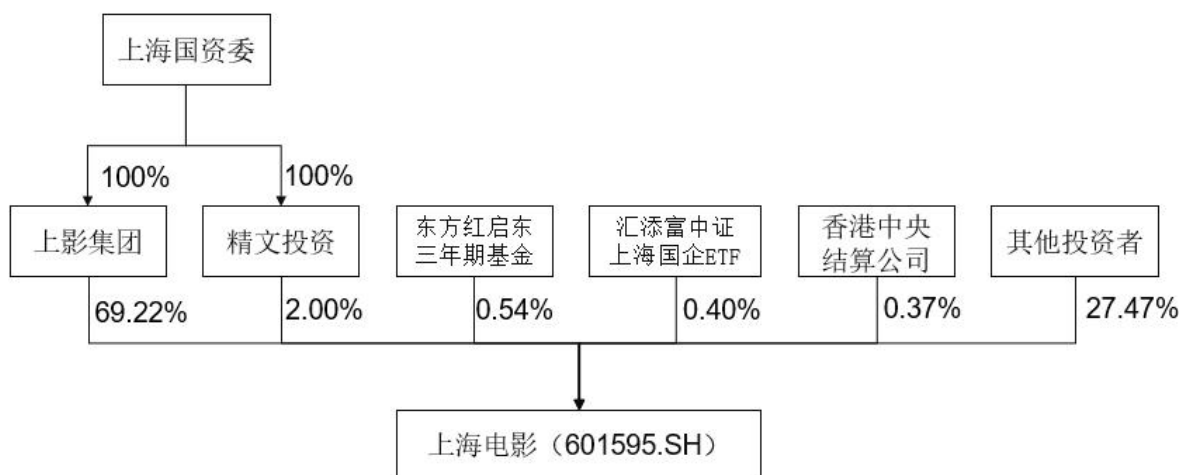 上海国资委
100%
100%
上影集团
精文投资
东方红启东
三年期基金
汇添富中证
上海国企ETF
香港中央
结算公司
其他投资者
69.22%
2.00%
0.54%
0.40%
0.37%
27.47%
上海电影（601595.SH）